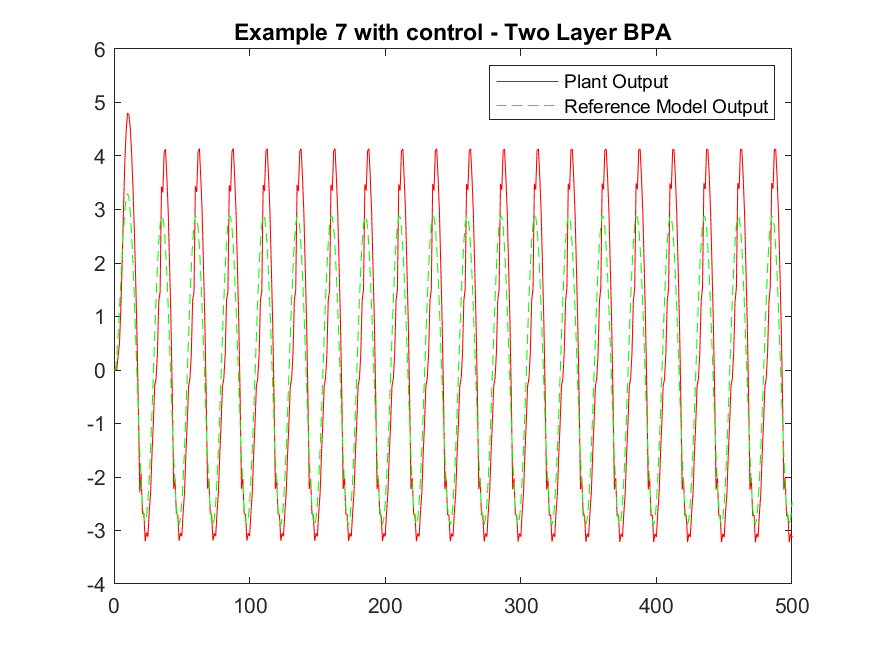 Example 7 with control - Two Layer BPA
Plant Output
Reference Model Output
6
5
4
3
2
1
0
-1
-2
-3
-4
0 100 200 300 400 500